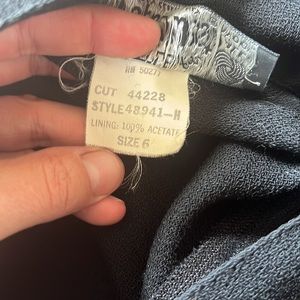 RN 50277
CUT 44228
STYLE 48941-H
LINING: 100% ACETATE
SIZE 6